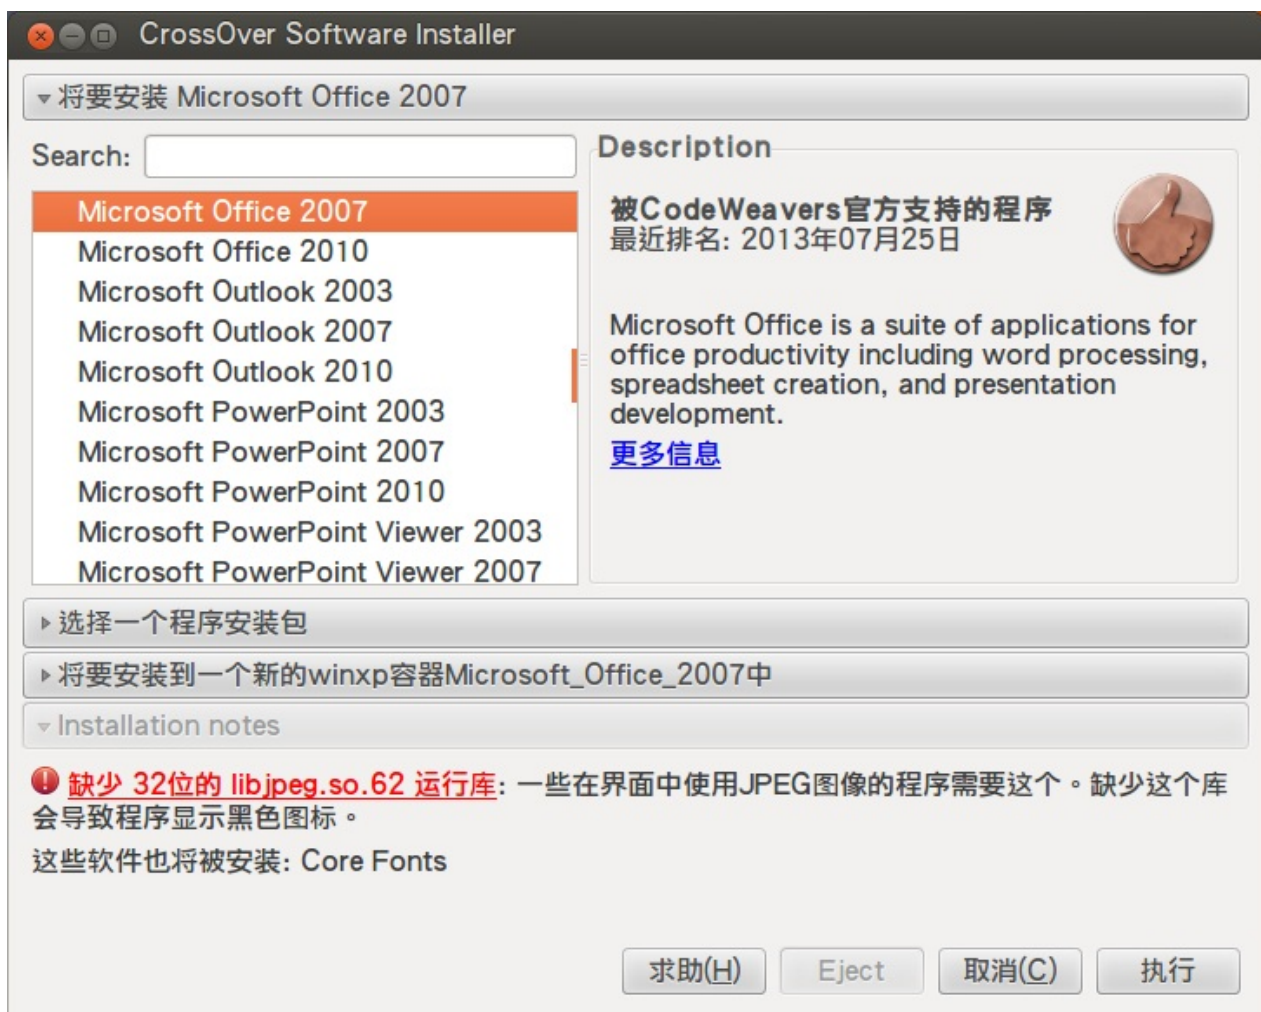 CrossOver Software Installer
将要安装 Microsoft Office 2007
Search:
Microsoft Office 2007
Microsoft Office 2010
Microsoft Outlook 2003
Microsoft Outlook 2007
Microsoft Outlook 2010
Microsoft PowerPoint 2003
Microsoft PowerPoint 2007
Microsoft PowerPoint 2010
Microsoft PowerPoint Viewer 2003
Microsoft PowerPoint Viewer 2007
Description
被CodeWeavers官方支持的程序
最近排名: 2013年07月25日
Microsoft Office is a suite of applications for
office productivity including word processing,
spreadsheet creation, and presentation
development.
更多信息
选择一个程序安装包
将要安装到一个新的winxp容器Microsoft_Office_2007中
Installation notes
缺少 32位的 libjpeg.so.62 运行库: 一些在界面中使用JPEG图像的程序需要这个。缺少这个库
会导致程序显示黑色图标。
这些软件也将被安装: Core Fonts
求助(H) Eject 取消(C) 执行